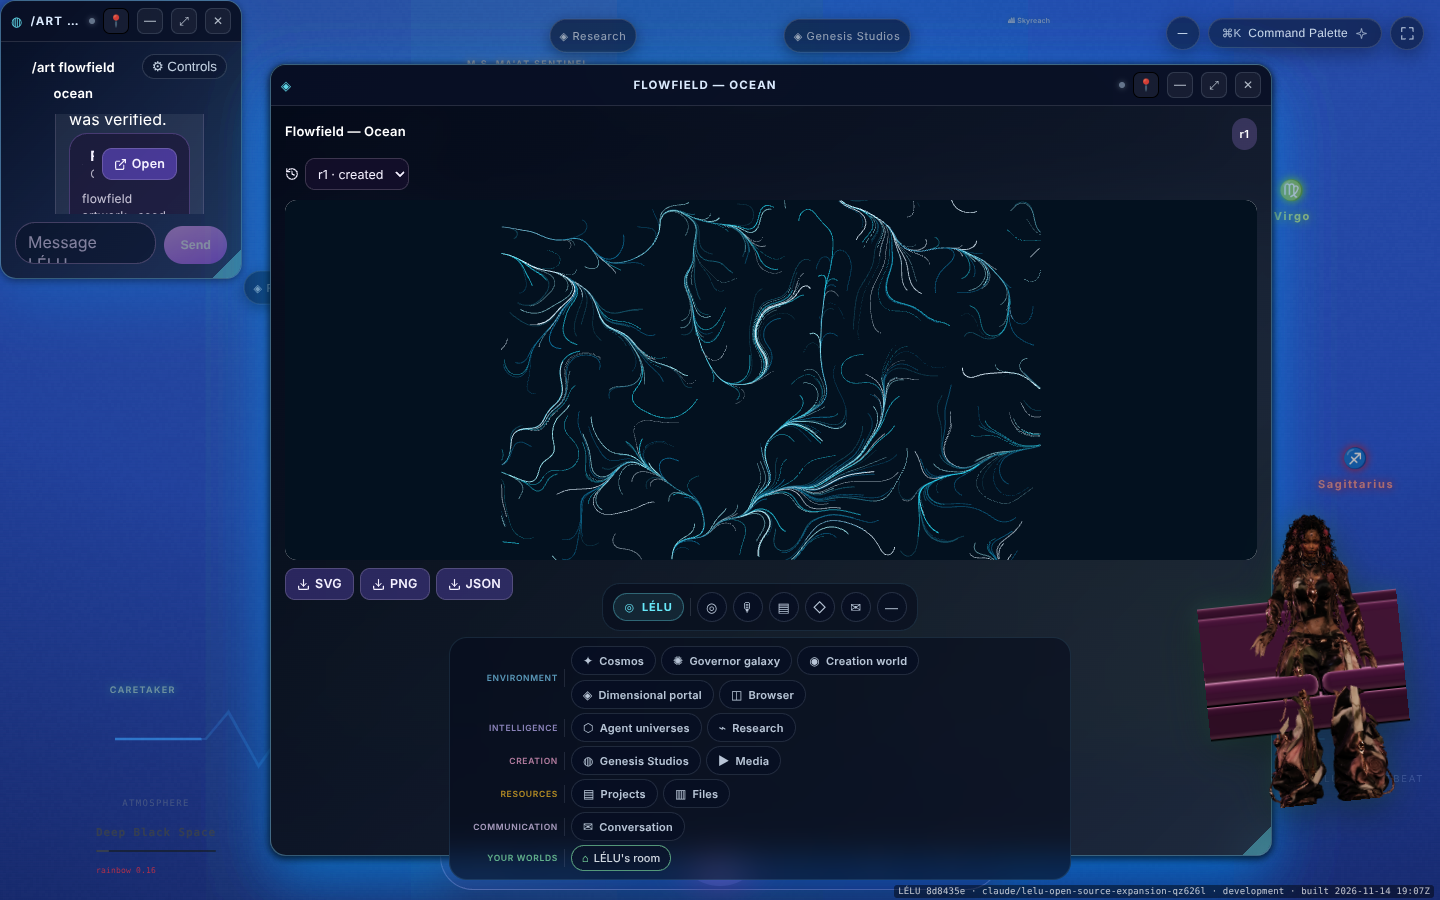 /ART ...
/art flowfield
Controls
ocean
was verified.
Open
flowfield
Message
Send
Research
Genesis Studios
Skyreach
⌘K Command Palette
FLOWFIELD — OCEAN
Flowfield — Ocean
r1
r1 · created
SVG
PNG
JSON
LÉLU
ENVIRONMENT
Cosmos
Governor galaxy
Creation world
Dimensional portal
Browser
INTELLIGENCE
Agent universes
Research
CREATION
Genesis Studios
Media
RESOURCES
Projects
Files
COMMUNICATION
Conversation
YOUR WORLDS
LÉLU's room
Virgo
Sagittarius
CARETAKER
ATMOSPHERE
Deep Black Space
rainbow 0.16
LÉLU 8d8435e · claude/lelu-open-source-expansion-qz626l · development · built 2026-11-14 19:07Z